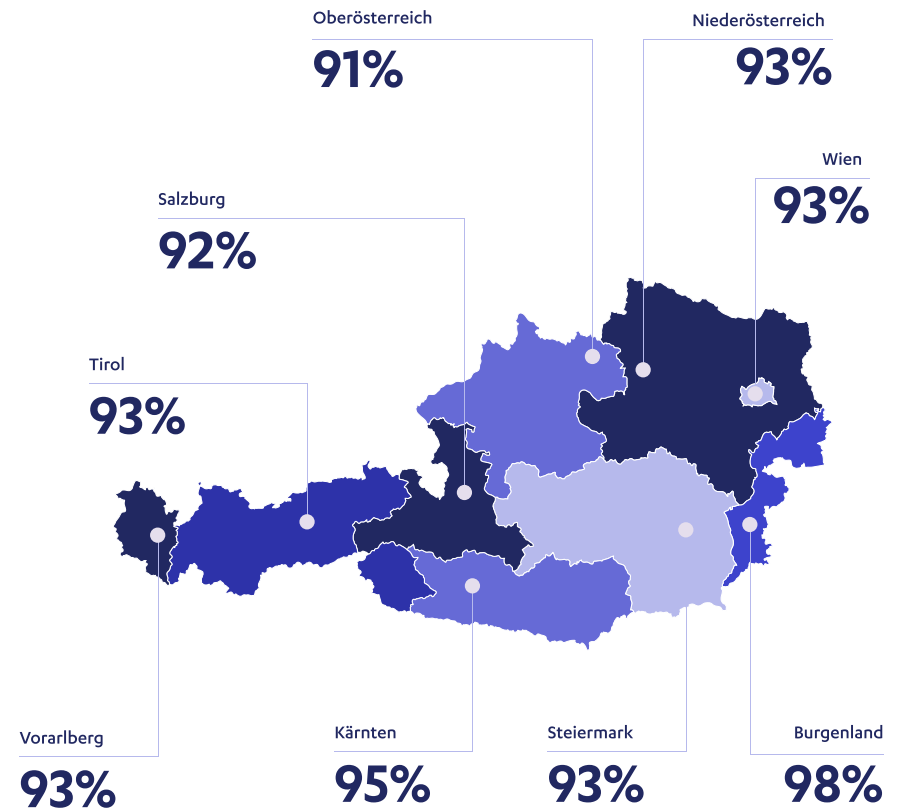 Oberösterreich
91%
Niederösterreich
93%
Wien
93%
Salzburg
92%
Tirol
93%
Vorarlberg
93%
Kärnten
95%
Steiermark
93%
Burgenland
98%